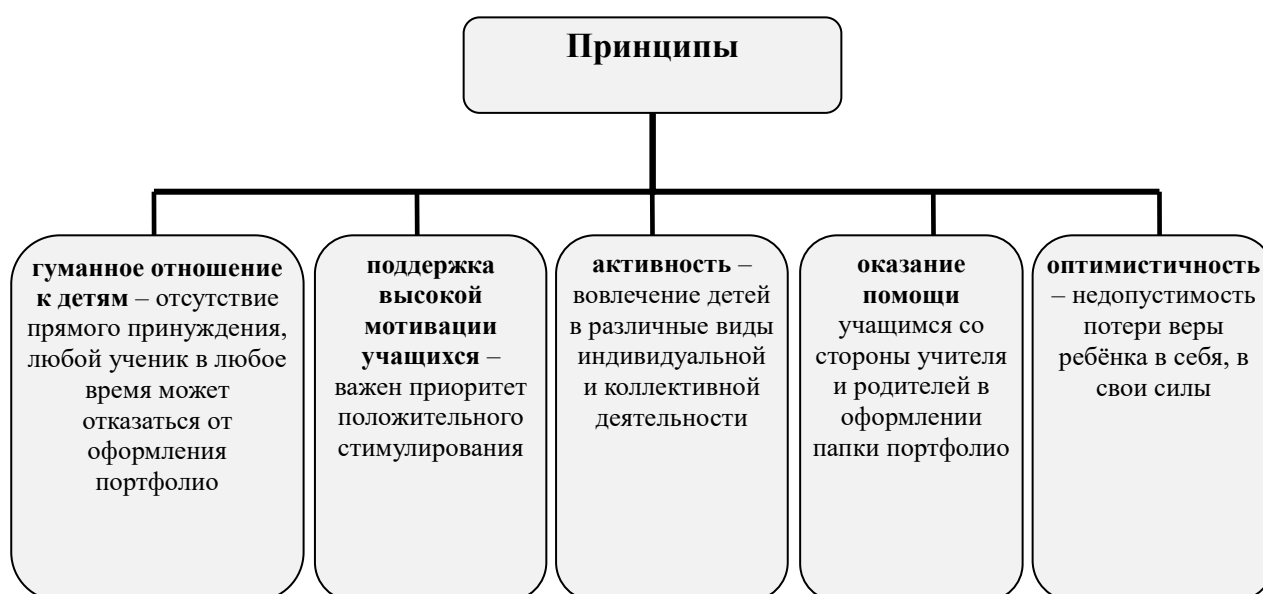 Принципы
гуманное отношение
к детям – отсутствие
прямого принуждения,
любой ученик в любое
время может
отказаться от
оформления
портфолио
поддержка
высокой
мотивации
учащихся –
важен приоритет
положительного
стимулирования
активность –
вовлечение детей
в различные виды
индивидуальной
и коллективной
деятельности
оказание
помощи
учащимся со
стороны учителя
и родителей в
оформлении
папки портфолио
оптимистичность
– недопустимость
потери веры
ребёнка в себя, в
свои силы